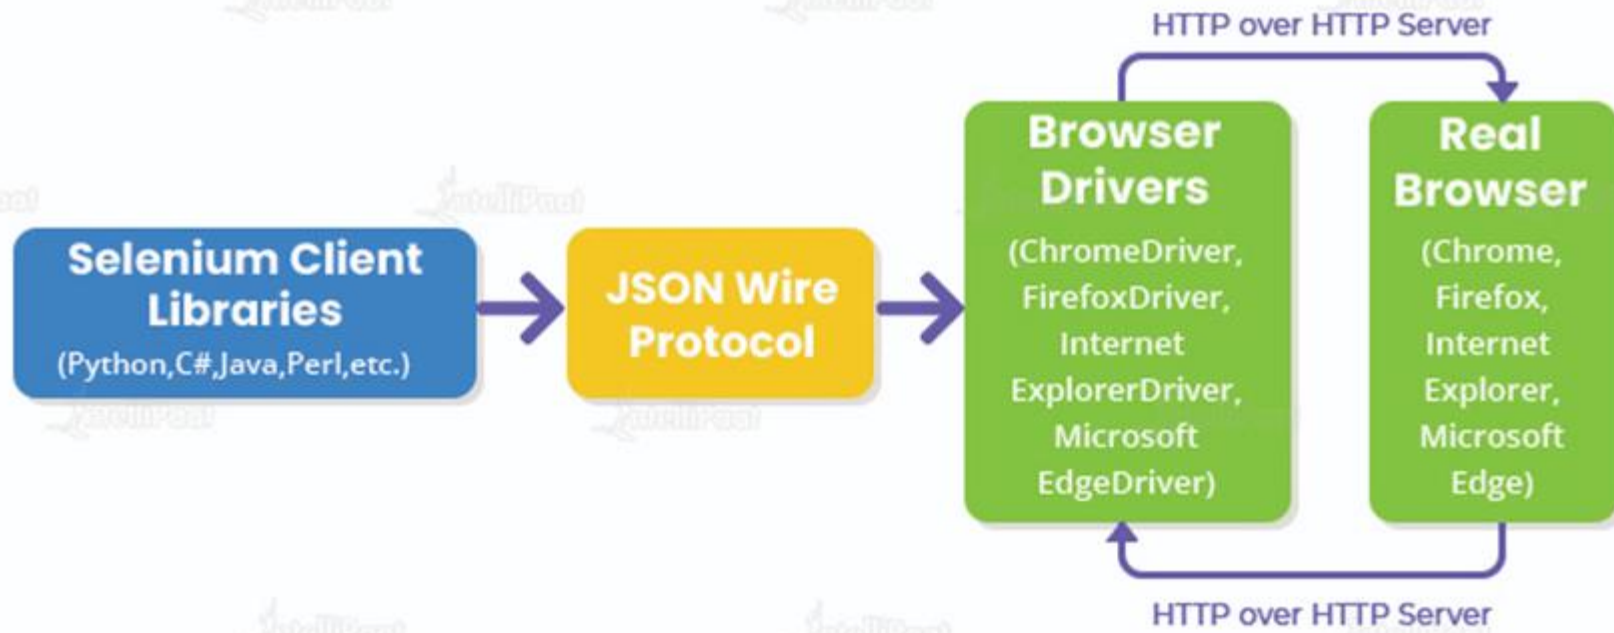 HTTP over HTTP Server
Selenium Client
Libraries
(Python,C#,Java,Perl,etc.)
JSON Wire
Protocol
Browser
Drivers
(ChromeDriver,
FirefoxDriver,
Internet
ExplorerDriver,
Microsoft
EdgeDriver)
Real
Browser
(Chrome,
Firefox,
Internet
Explorer,
Microsoft
Edge)
HTTP over HTTP Server